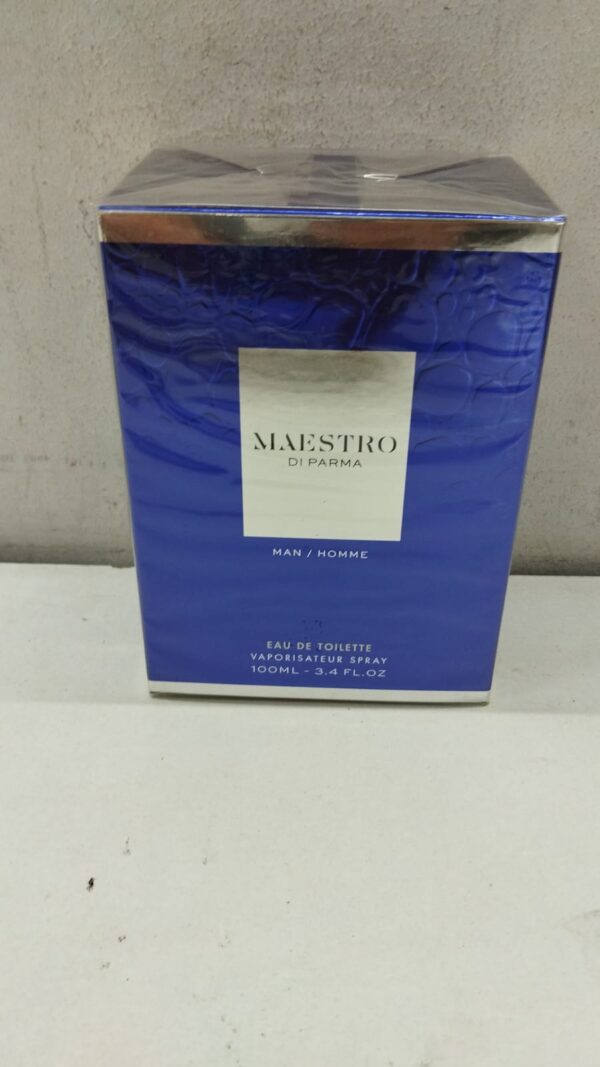 MAESTRO
DI PARMA
MAN / HOMME
EAU DE TOILETTE
VAPORISATEUR SPRAY
100ML - 3.4 FL.OZ